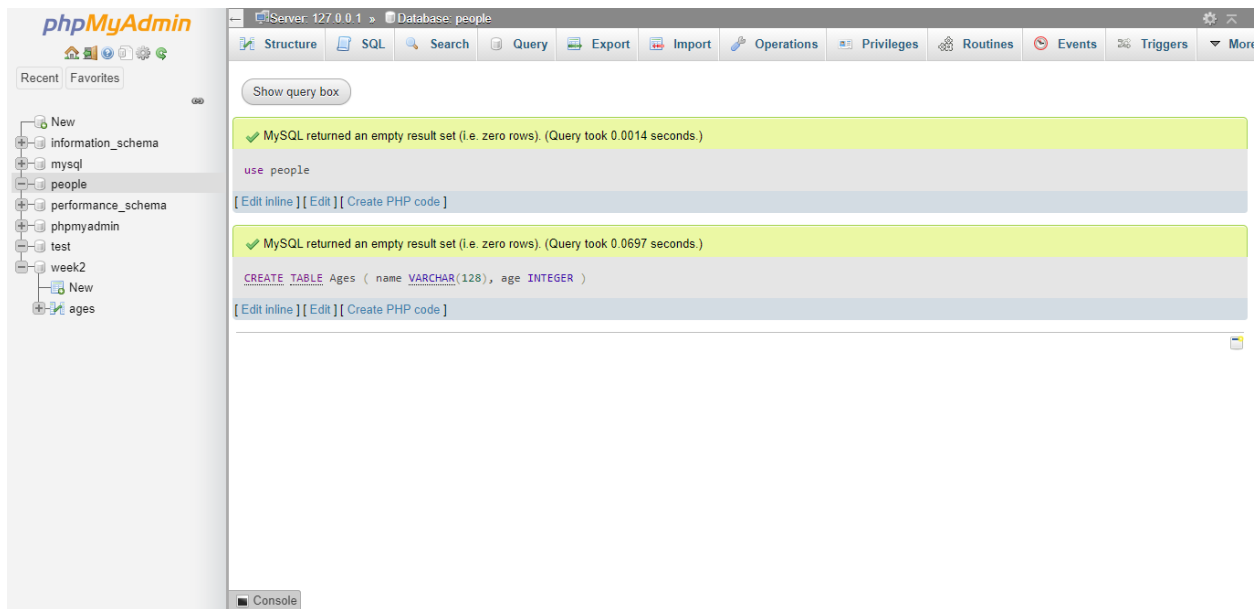 phpMyAdmin
Recent Favorites
New
information_schema
mysql
people
performance_schema
phpmyadmin
test
week2
New
ages
Server: 127.0.0.1 » Database: people
Structure SQL Search Query Export Import Operations Privileges Routines Events Triggers More
Show query box
MySQL returned an empty result set (i.e. zero rows). (Query took 0.0014 seconds.)
use people
[ Edit inline ] [ Edit ] [ Create PHP code ]
MySQL returned an empty result set (i.e. zero rows). (Query took 0.0697 seconds.)
CREATE TABLE Ages ( name VARCHAR(128), age INTEGER )
[ Edit inline ] [ Edit ] [ Create PHP code ]
Console